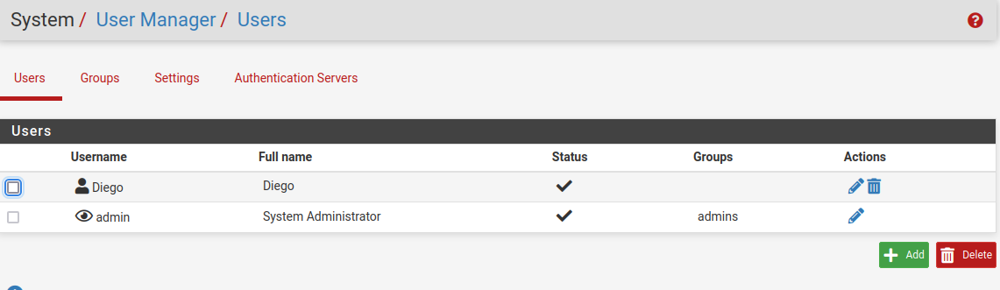 System / User Manager / Users
Users Groups Settings Authentication Servers
Users
Username Full name Status Groups Actions
Diego Diego
admin System Administrator admins
Add Delete